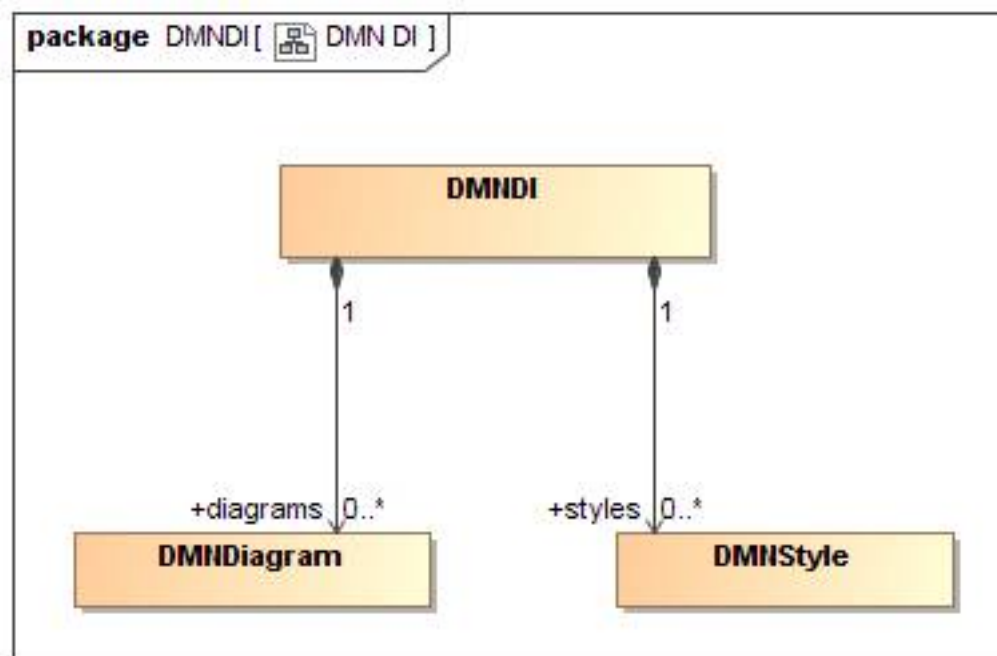 package DMNDI[ DMN DI ]
DMNDI
1 1
+diagrams 0..* +styles 0..*
DMNDiagram DMNStyle